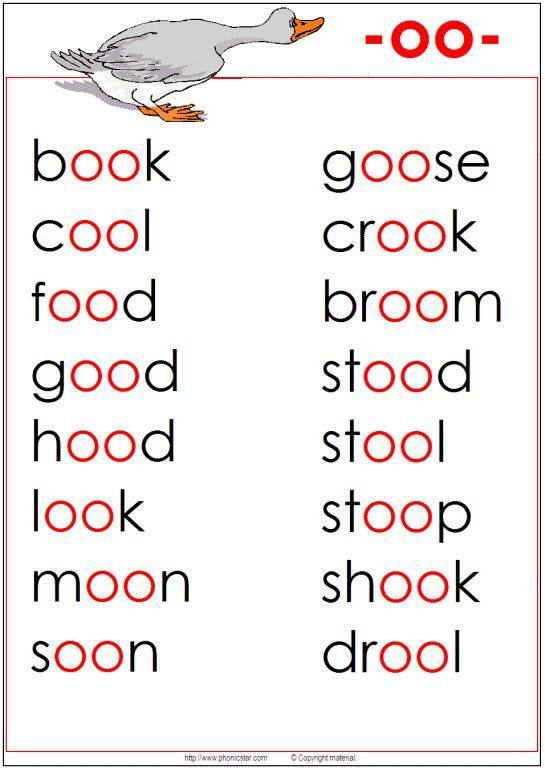 -oo-
book
cool
food
good
hood
look
moon
soon
goose
crook
broom
stood
stool
stoop
shook
drool
http://www.phonicstar.com © Copyright material.